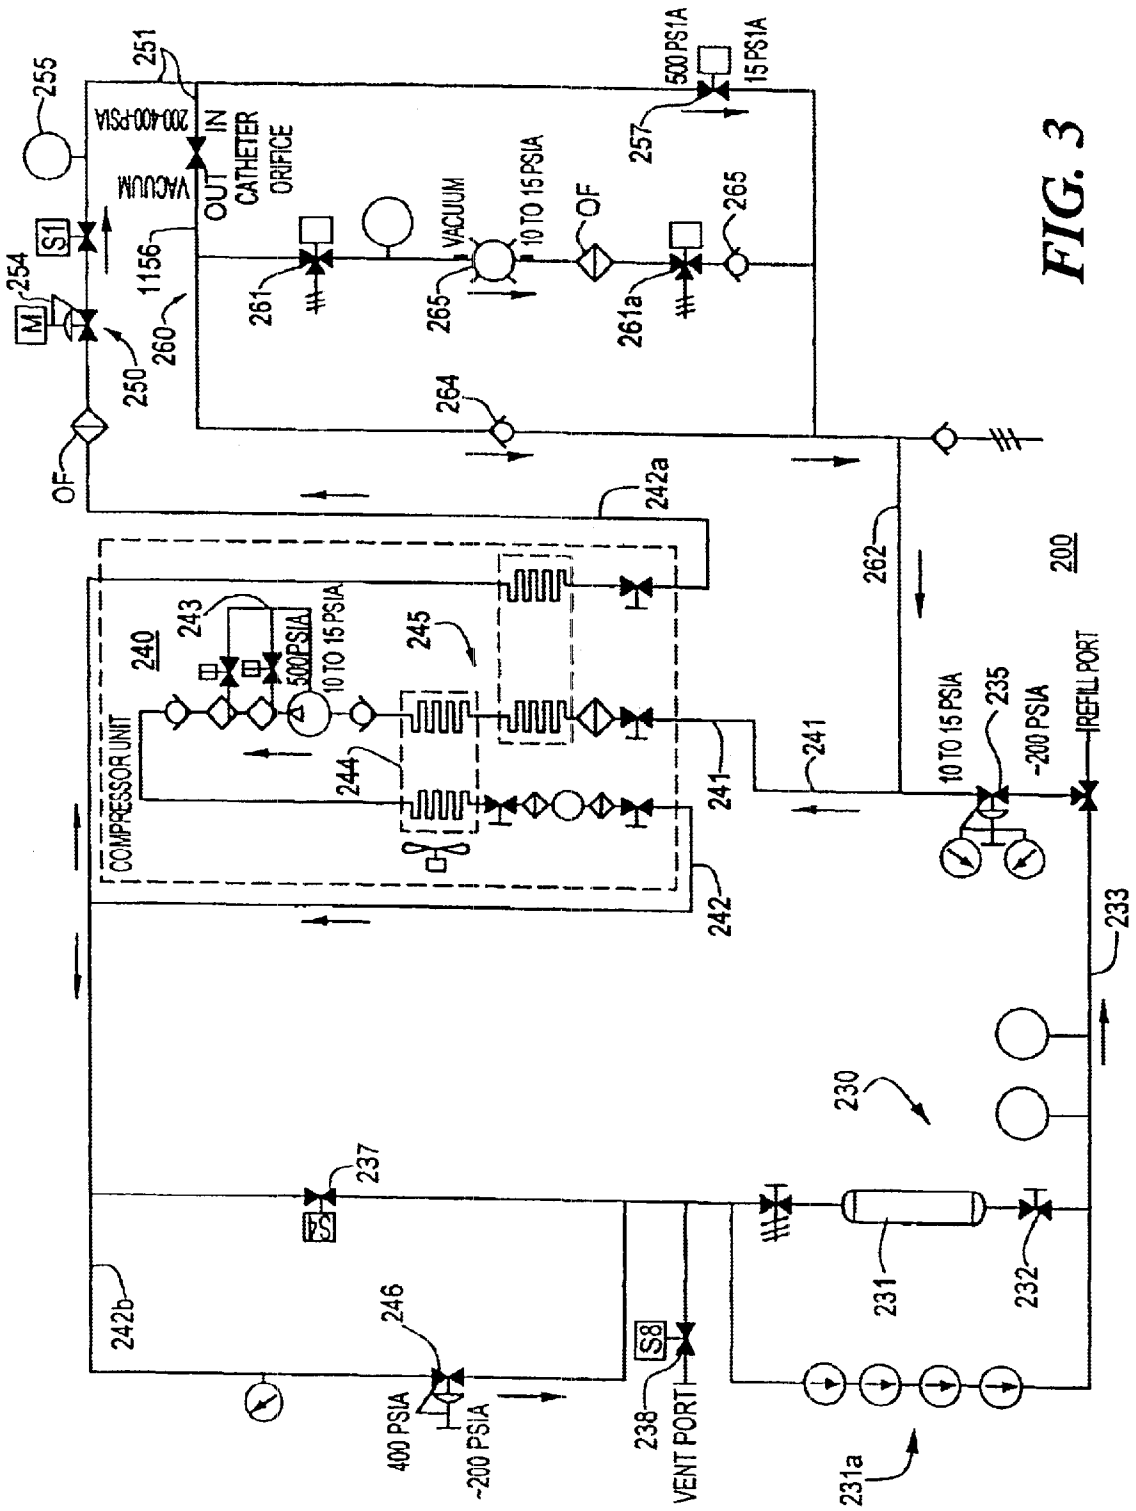 255
251
200-400-PSIA
VACUUM
IN
OUT
CATHETER
ORIFICE
S1
254
M
250
OF
1156
260
261
VACUUM
265
10 TO 15 PSIA
OF
261a
265
500 PS1A
15 PS1A
257
264
262
242a
COMPRESSOR UNIT
240
243
500PSIA
10 TO 15 PSIA
244
245
241
241
242
10 TO 15 PSIA
235
~200 PSIA
REFILL PORT
200
233
230
231
232
231a
237
S4
242b
246
400 PSIA
~200 PSIA
S8
238
VENT PORT
FIG. 3